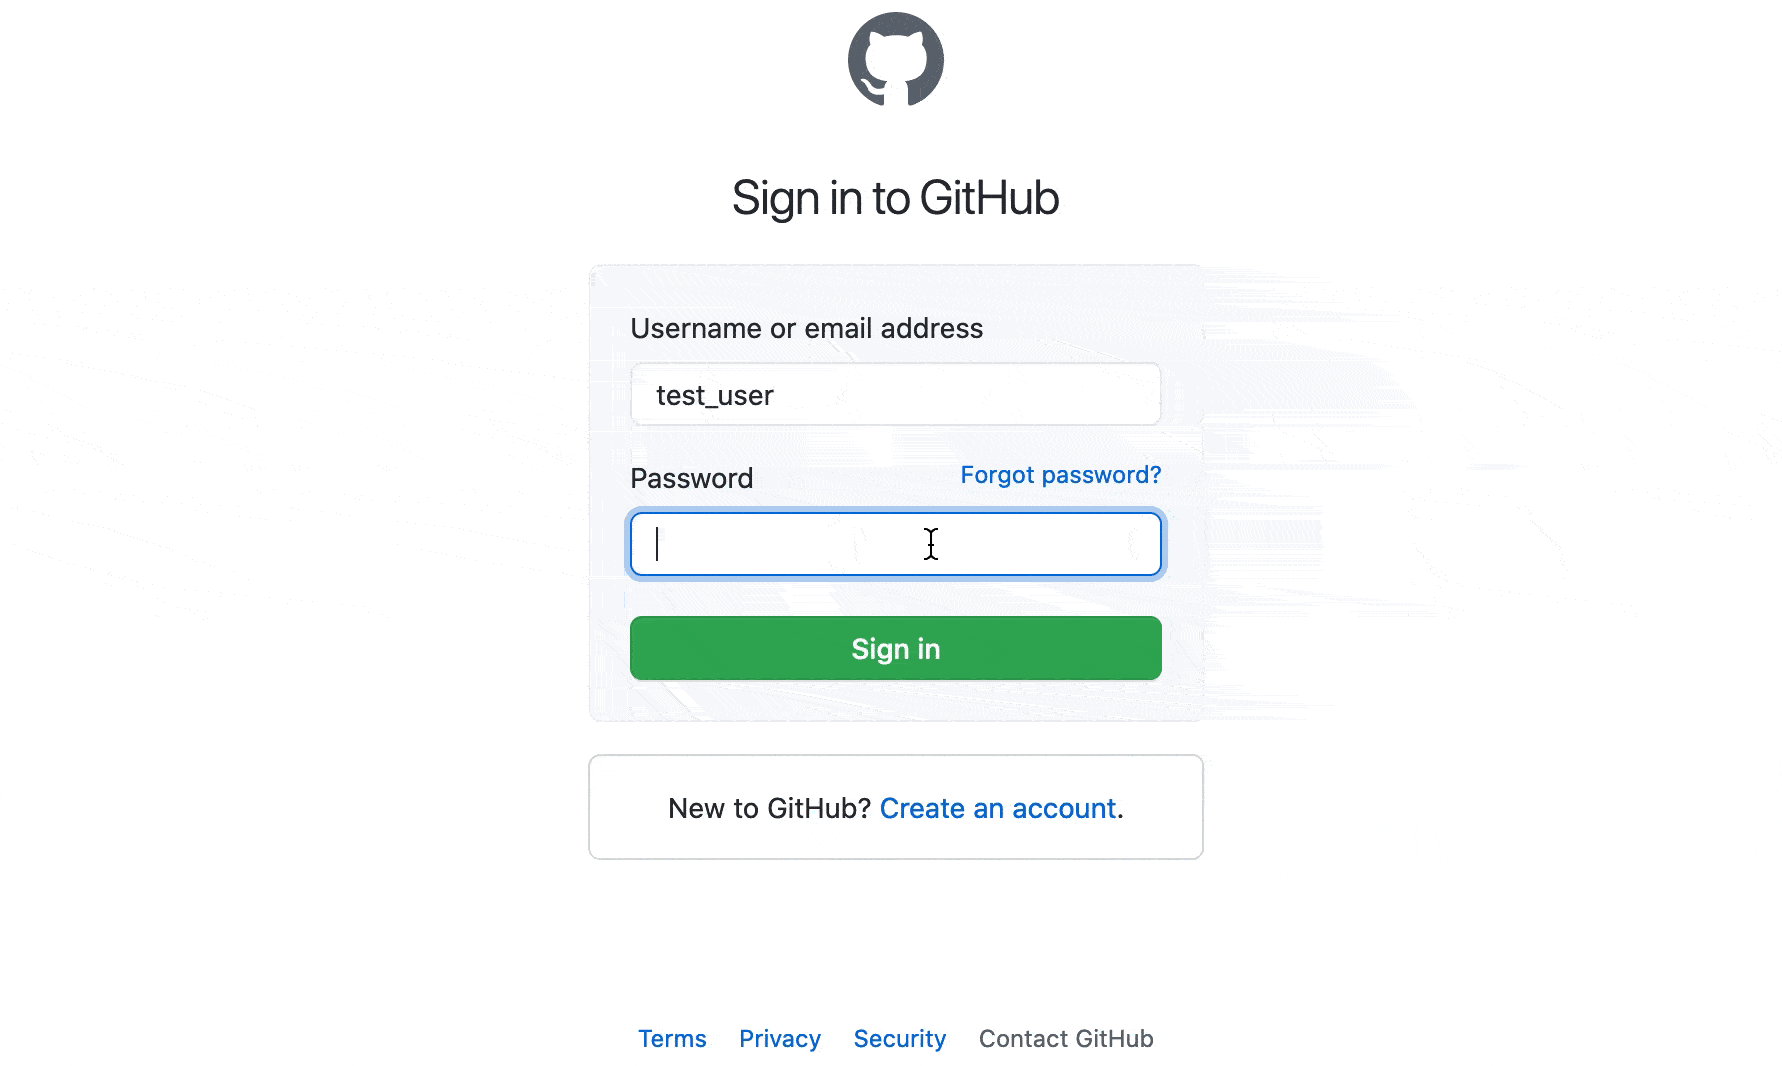 Sign in to GitHub
Username or email address
test_user
Password Forgot password?
Sign in
New to GitHub? Create an account.
Terms Privacy Security Contact GitHub